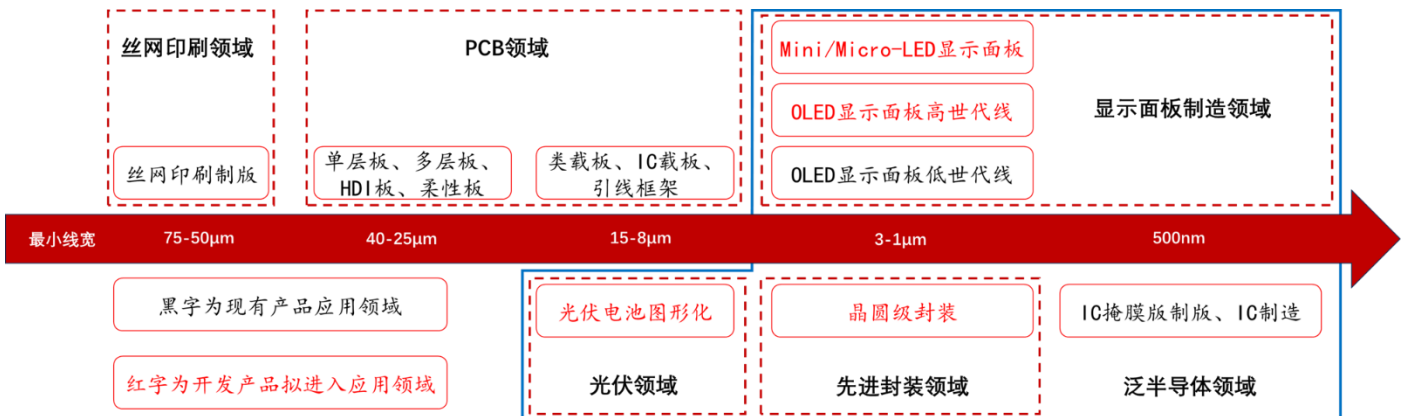 丝网印刷领域
PCB领域
Mini/Micro-LED显示面板
OLED显示面板高世代线
显示面板制造领域
丝网印刷制版
单层板、多层板、
HDI板、柔性板
类载板、IC载板、
引线框架
OLED显示面板低世代线
最小线宽
75-50μm
40-25μm
15-8μm
3-1μm
500nm
黑字为现有产品应用领域
光伏电池图形化
晶圆级封装
IC掩膜版制版、IC制造
红字为开发产品拟进入应用领域
光伏领域
先进封装领域
泛半导体领域